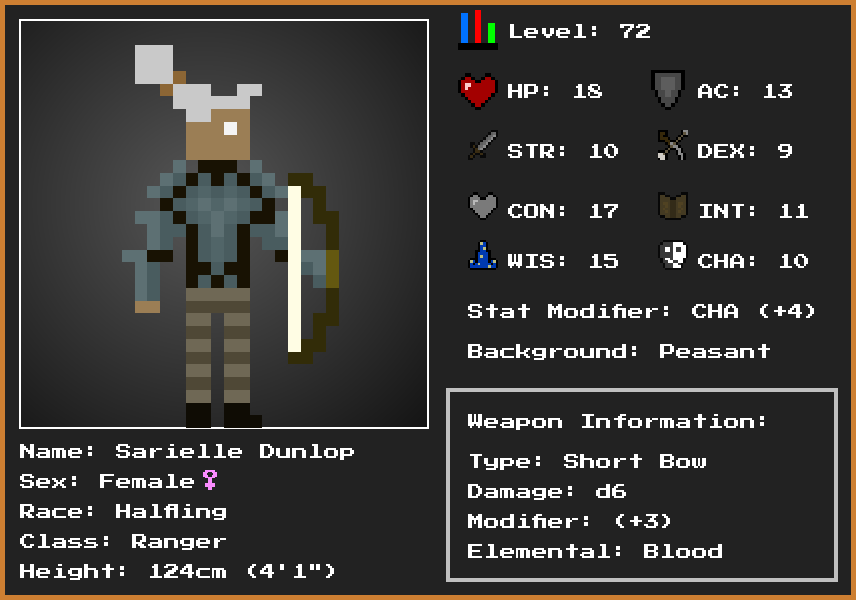 Level: 72
HP: 18
AC: 13
STR: 10
DEX: 9
CON: 17
INT: 11
WIS: 15
CHA: 10
Stat Modifier: CHA (+4)
Background: Peasant
Weapon Information:
Type: Short Bow
Damage: d6
Modifier: (+3)
Elemental: Blood
Name: Sarielle Dunlop
Sex: Female♀
Race: Halfling
Class: Ranger
Height: 124cm (4'1")